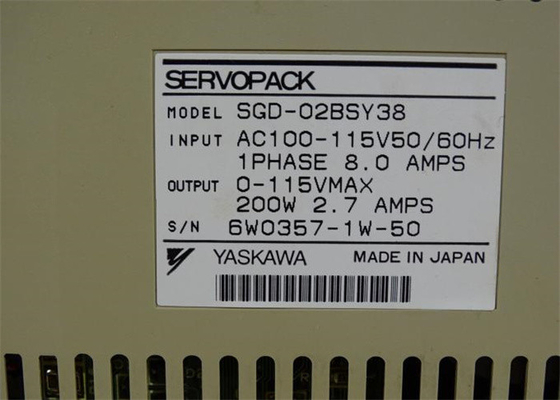 SERVOPACK
MODEL SGD-02BSY38
INPUT AC100-115V50/60Hz
1PHASE 8.0 AMPS
OUTPUT 0-115VMAX
200W 2.7 AMPS
S/N 6W0357-1W-50
YASKAWA MADE IN JAPAN